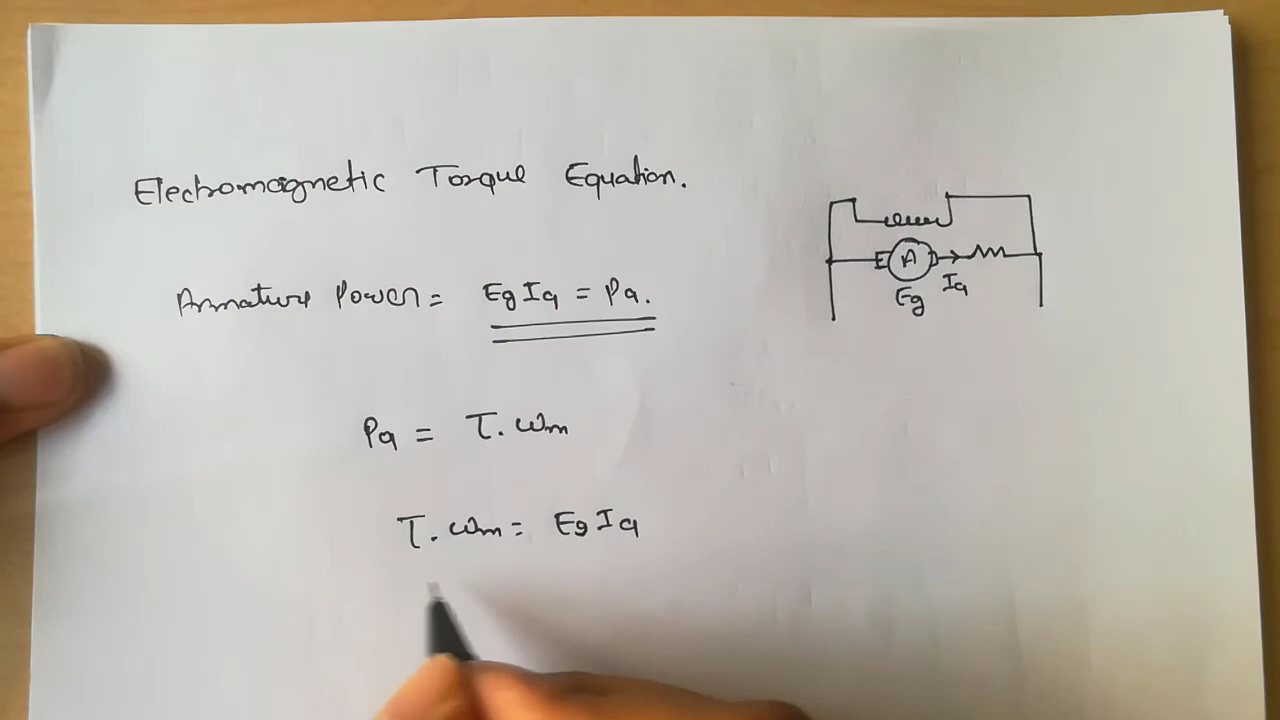 Electromagnetic Torque Equation.
Armature Power = Eg Ia = Pa.
A
Ia
Eg
Pa = τ. ωm
τ. ωm = Eg Ia